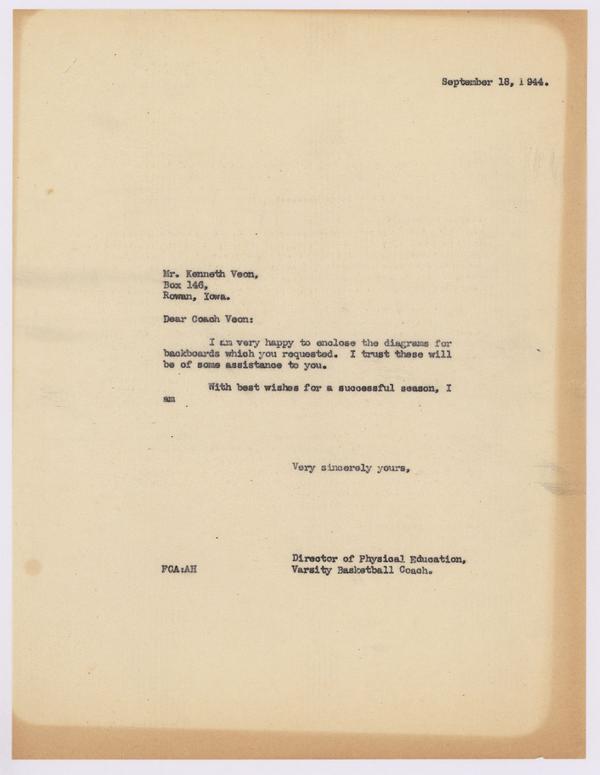 September 18, 1944.
Mr. Kenneth Veon,
Box 146,
Rowan, Iowa.
Dear Coach Veon:
I am very happy to enclose the diagrams for
backboards which you requested. I trust these will
be of some assistance to you.
With best wishes for a successful season, I
am
Very sincerely yours,
Director of Physical Education,
FCA:AH Varsity Basketball Coach.